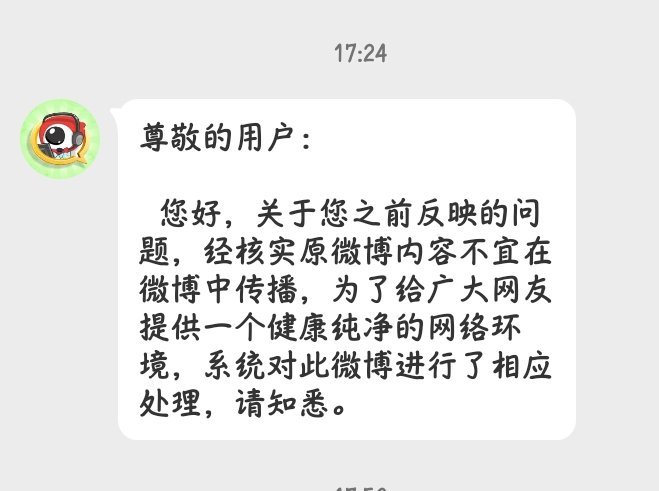 17:24
尊敬的用户：
您好，关于您之前反映的问
题，经核实原微博内容不宜在
微博中传播，为了给广大网友
提供一个健康纯净的网络环
境，系统对此微博进行了相应
处理，请知悉。